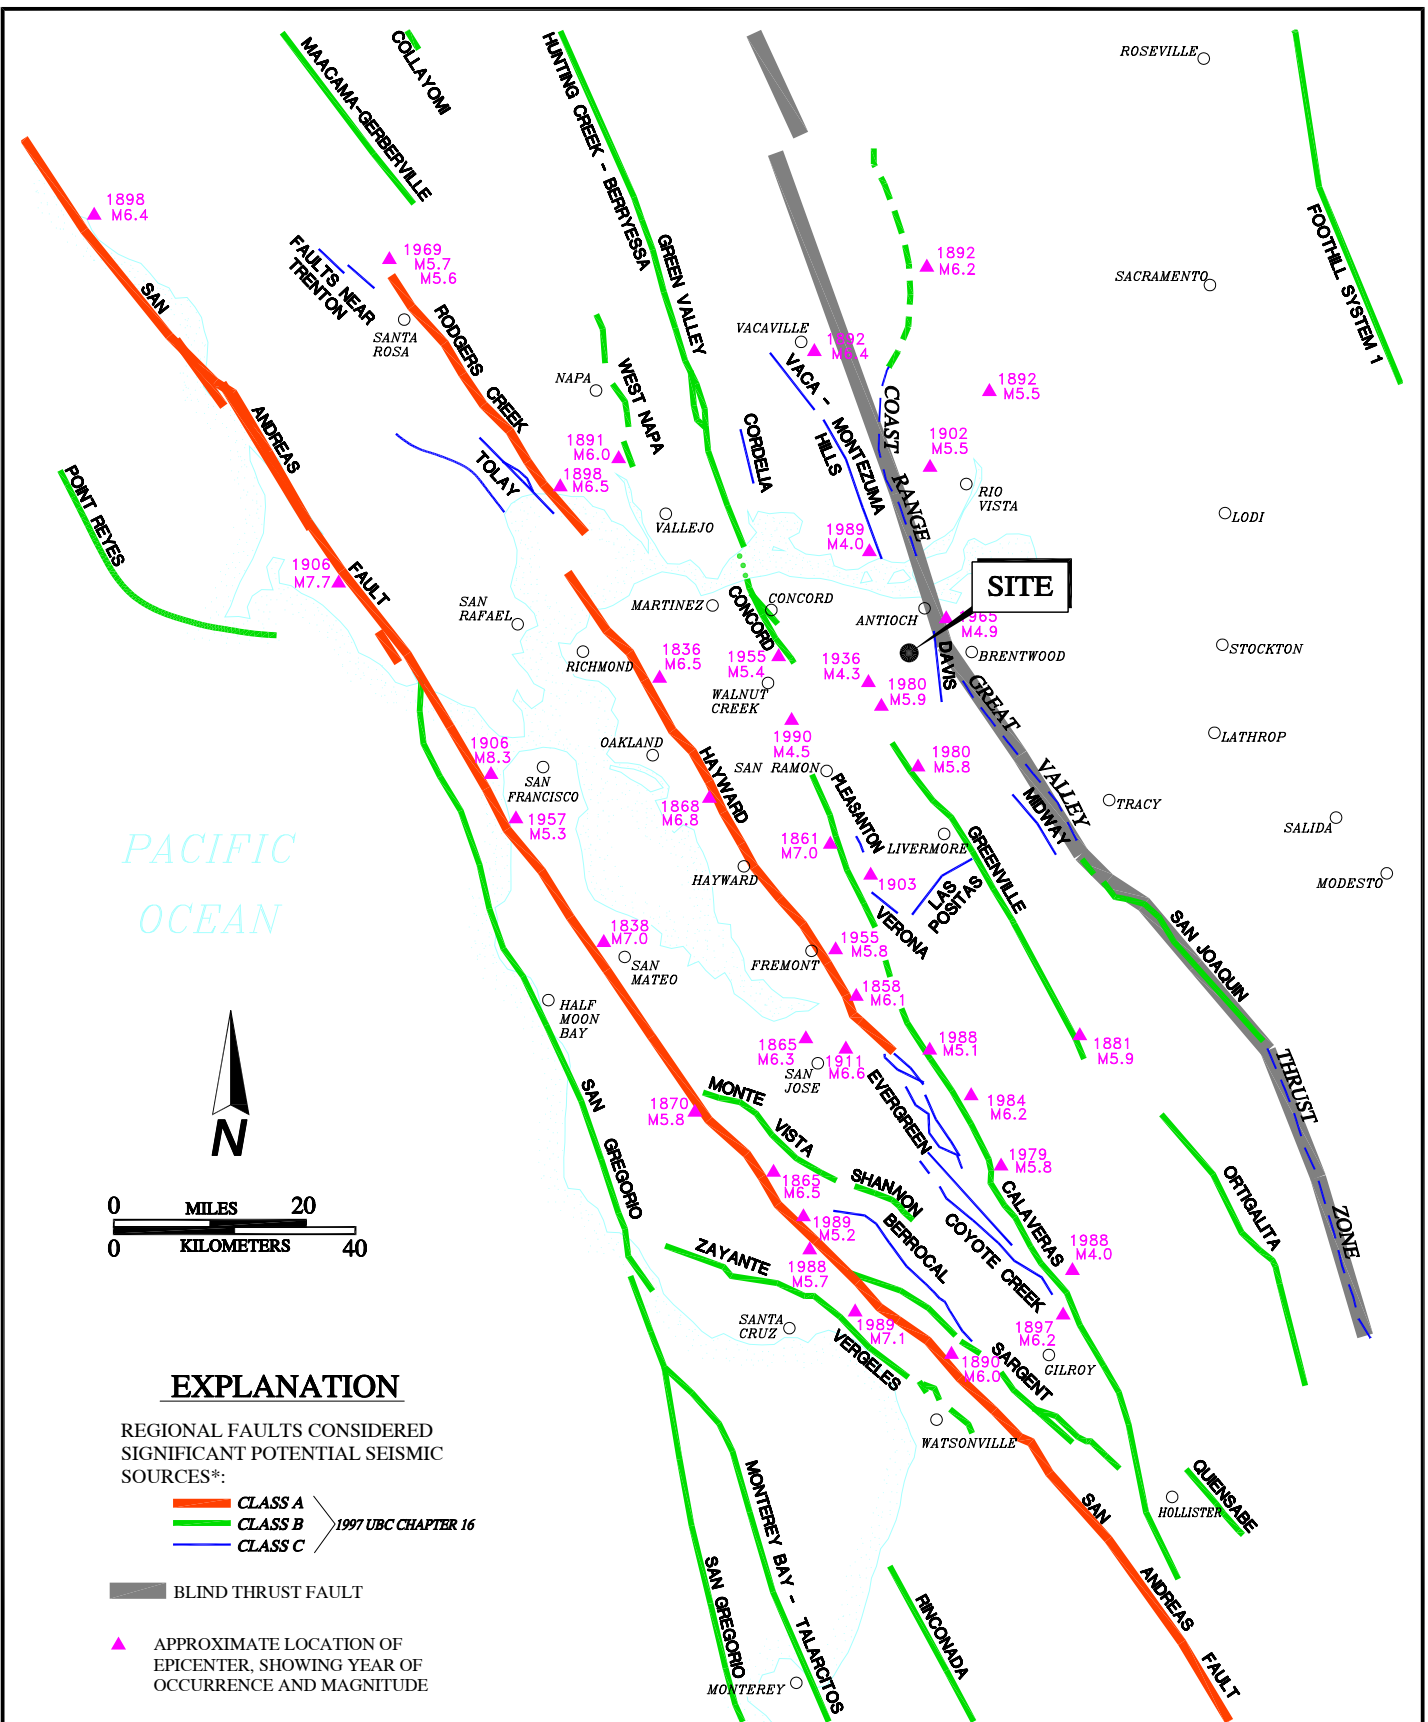 MAACAMA-GERBERVILLE
COLLAYOMI
HUNTING CREEK - BERRYESSA
ROSEVILLE
FOOTHILL SYSTEM 1
1898
M6.4
1969
M5.7
M5.6
FAULTS NEAR
TRENTON
SANTA
ROSA
RODGERS CREEK
GREEN VALLEY
1892
M6.2
SACRAMENTO
VACAVILLE
1892
M6.4
NAPA
WEST NAPA
VACA - MONTEZUMA
HILLS
1892
M5.5
SAN
ANDREAS
FAULT
COAST
RANGE
CORDELIA
1902
M5.5
1891
M6.0
1898
M6.5
TOLAY
POINT REYES
RIO
VISTA
VALLEJO
LODI
1989
M4.0
1906
M7.7
SITE
SAN
RAFAEL
MARTINEZ
CONCORD
CONCORD
ANTIOCH
1965
M4.9
RICHMOND
1836
M6.5
1955
M5.4
1936
M4.3
DAVIS
BRENTWOOD
STOCKTON
WALNUT
CREEK
1980
M5.9
GREAT
VALLEY
1990
M4.5
OAKLAND
HAYWARD
SAN RAMON
1980
M5.8
LATHROP
1906
M8.3
SAN
FRANCISCO
PLEASANTON
MIDWAY
TRACY
1868
M6.8
1957
M5.3
SALIDA
PACIFIC
OCEAN
1861
M7.0
LIVERMORE
GREENVILLE
HAYWARD
1903
LAS
POSITAS
MODESTO
VERONA
SAN JOAQUIN
1838
M7.0
SAN
MATEO
FREMONT
1955
M5.8
1858
M6.1
HALF
MOON
BAY
1865
M6.3
1911
M6.6
SAN
JOSE
1988
M5.1
1881
M5.9
THRUST
ZONE
N
SAN
GREGORIO
MONTE
VISTA
SHANNON
1870
M5.8
EVERGREEN
1984
M6.2
1979
M5.8
CALAVERAS
ORTIGALITA
1865
M6.5
1989
M5.2
BERROCAL
COYOTE CREEK
0 MILES 20
0 KILOMETERS 40
ZAYANTE
1988
M5.7
1988
M4.0
SANTA
CRUZ
1989
M7.1
VERGELES
1897
M6.2
1890
M6.0
SARGENT
GILROY
EXPLANATION
REGIONAL FAULTS CONSIDERED
SIGNIFICANT POTENTIAL SEISMIC
SOURCES*:
CLASS A
CLASS B
CLASS C
1997 UBC CHAPTER 16
BLIND THRUST FAULT
APPROXIMATE LOCATION OF
EPICENTER, SHOWING YEAR OF
OCCURRENCE AND MAGNITUDE
WATSONVILLE
MONTEREY BAY - TALARCITOS
SAN GREGORIO
MONTEREY
RINCONADA
QUIENSABE
HOLLISTER
SAN
ANDREAS
FAULT